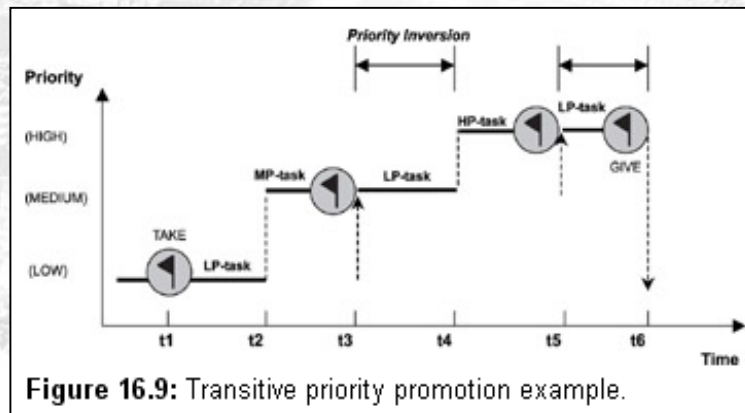 Priority Inversion
Priority
(HIGH)
HP-task
LP-task
GIVE
(MEDIUM)
MP-task
LP-task
TAKE
(LOW)
LP-task
t1 t2 t3 t4 t5 t6
Time
Figure 16.9: Transitive priority promotion example.